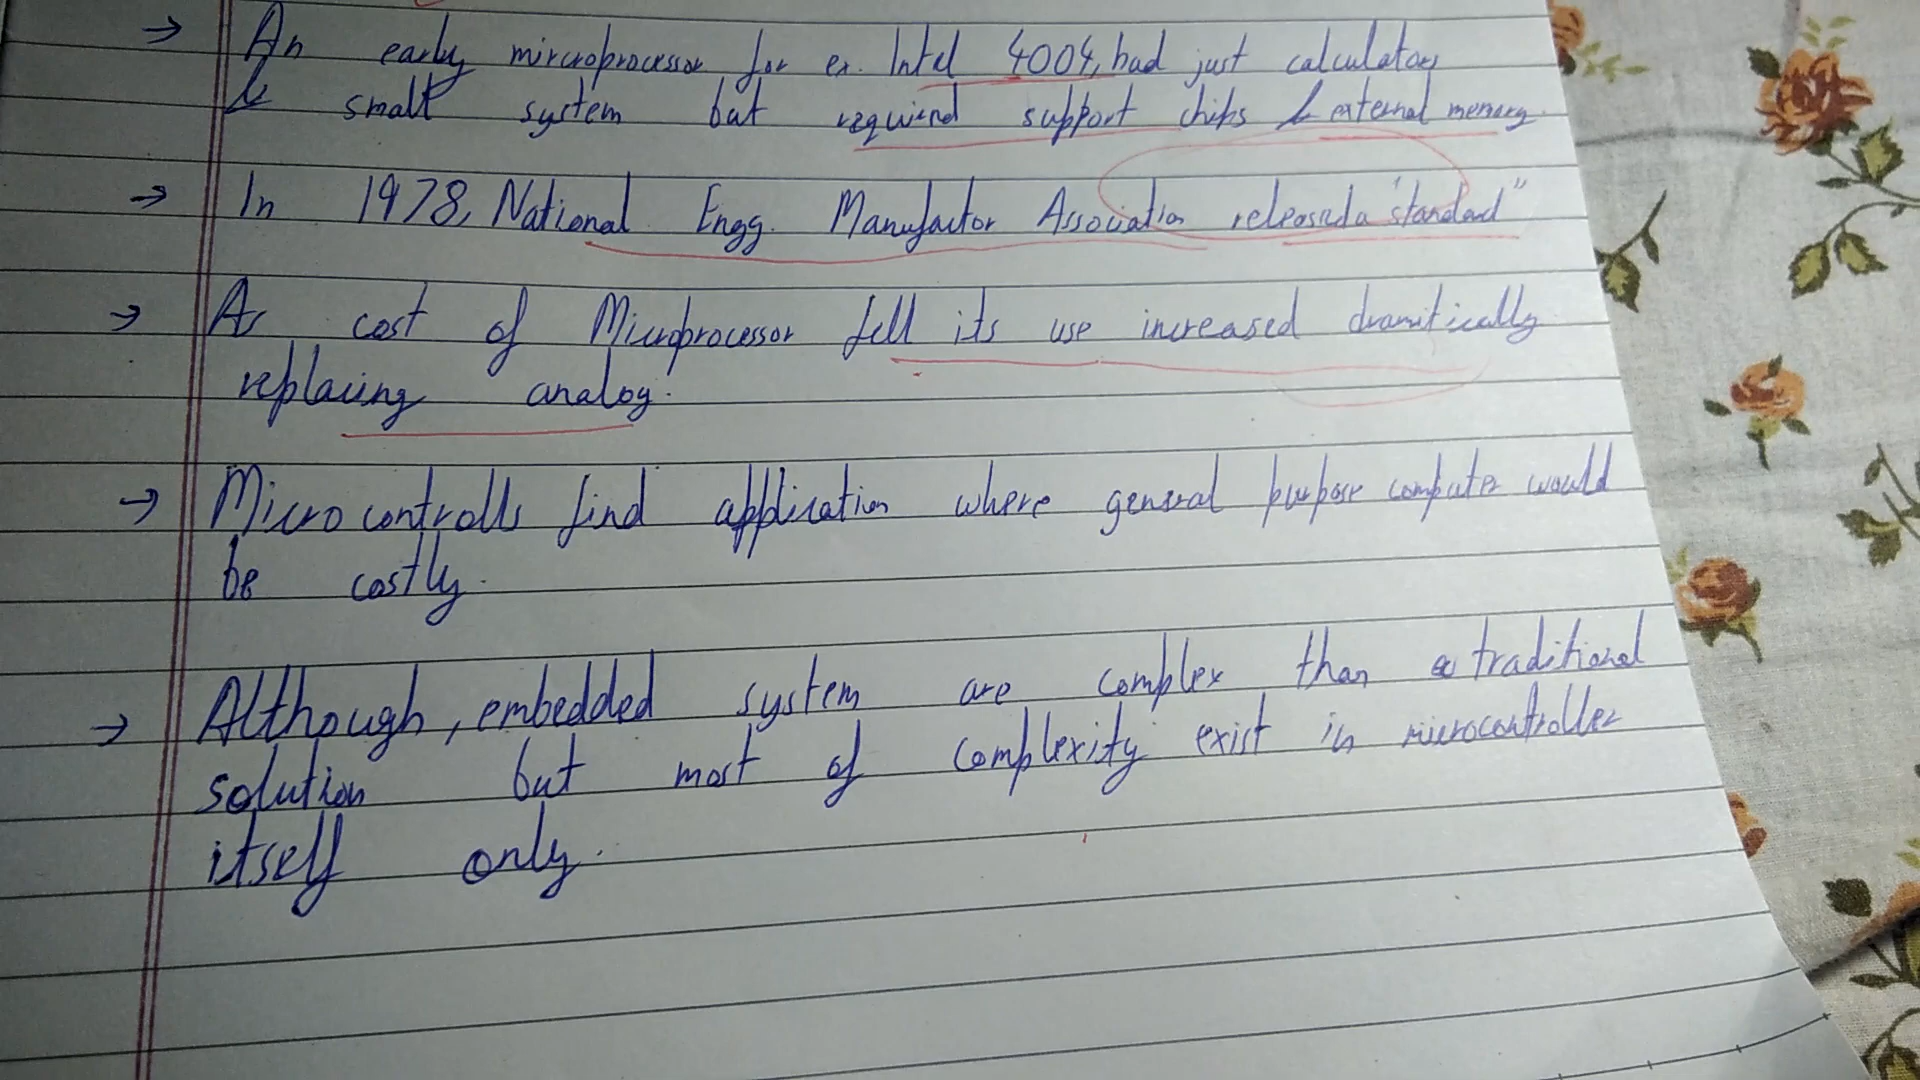 → An early mircroprocessor for ex. Intel 4004, had just calculator
& small system but required support chips & external memory.
→ In 1978, National Engg. Manufactor Association released a "standard"
→ As cost of Microprocessor fell its use increased dramitically
replacing analog.
→ Microcontrolls find application where general purpose computer would
be costly.
→ Although, embedded system are complex than a traditional
solution but most of complexity exist in microcontroller
itself only.